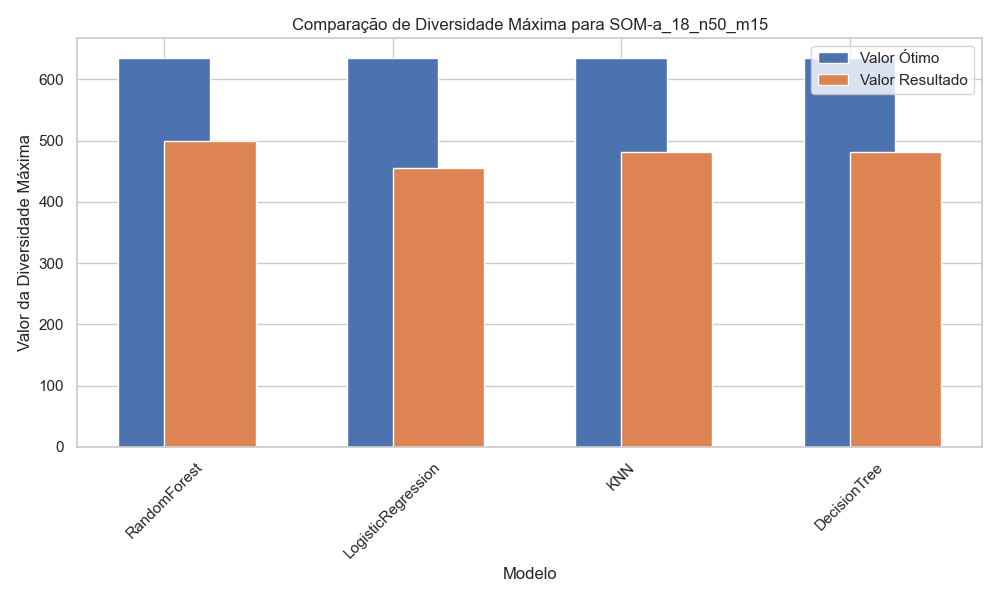 Comparação de Diversidade Máxima para SOM-a_18_n50_m15
Valor Ótimo
Valor Resultado
Valor da Diversidade Máxima
600
500
400
300
200
100
0
RandomForest
LogisticRegression
KNN
DecisionTree
Modelo